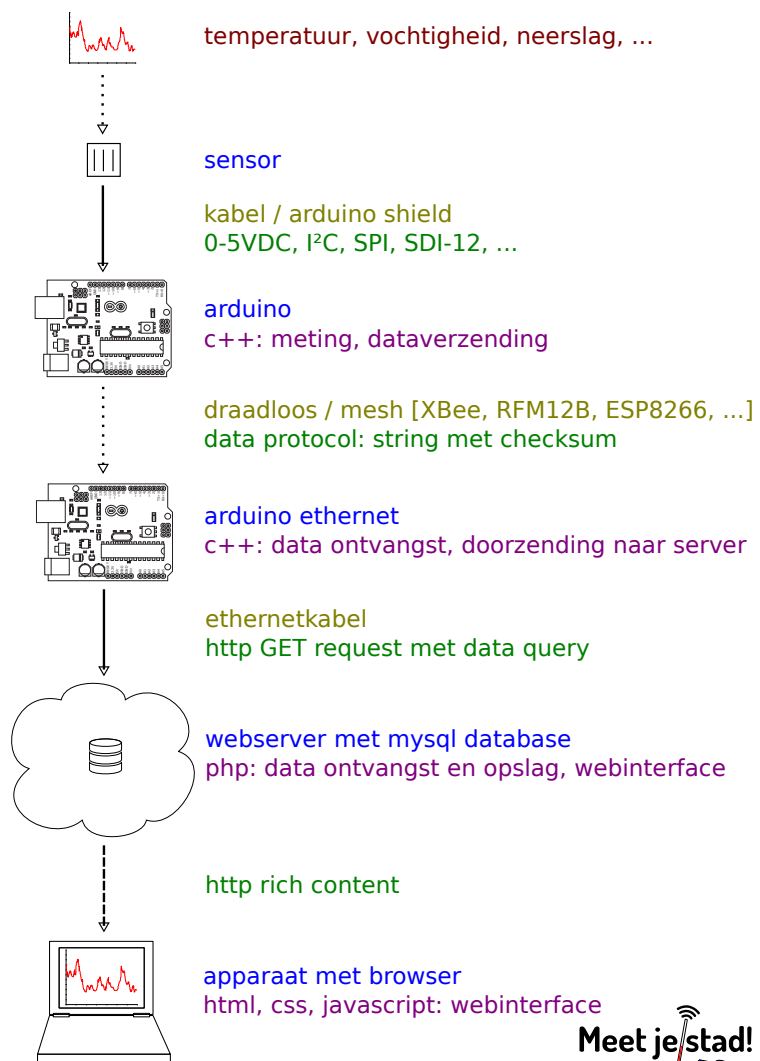 temperatuur, vochtigheid, neerslag, ...
sensor
kabel / arduino shield
0-5VDC, I²C, SPI, SDI-12, ...
arduino
c++: meting, dataverzending
draadloos / mesh [XBee, RFM12B, ESP8266, ...]
data protocol: string met checksum
arduino ethernet
c++: data ontvangst, doorzending naar server
ethernetkabel
http GET request met data query
webserver met mysql database
php: data ontvangst en opslag, webinterface
http rich content
apparaat met browser
html, css, javascript: webinterface
Meet je stad!